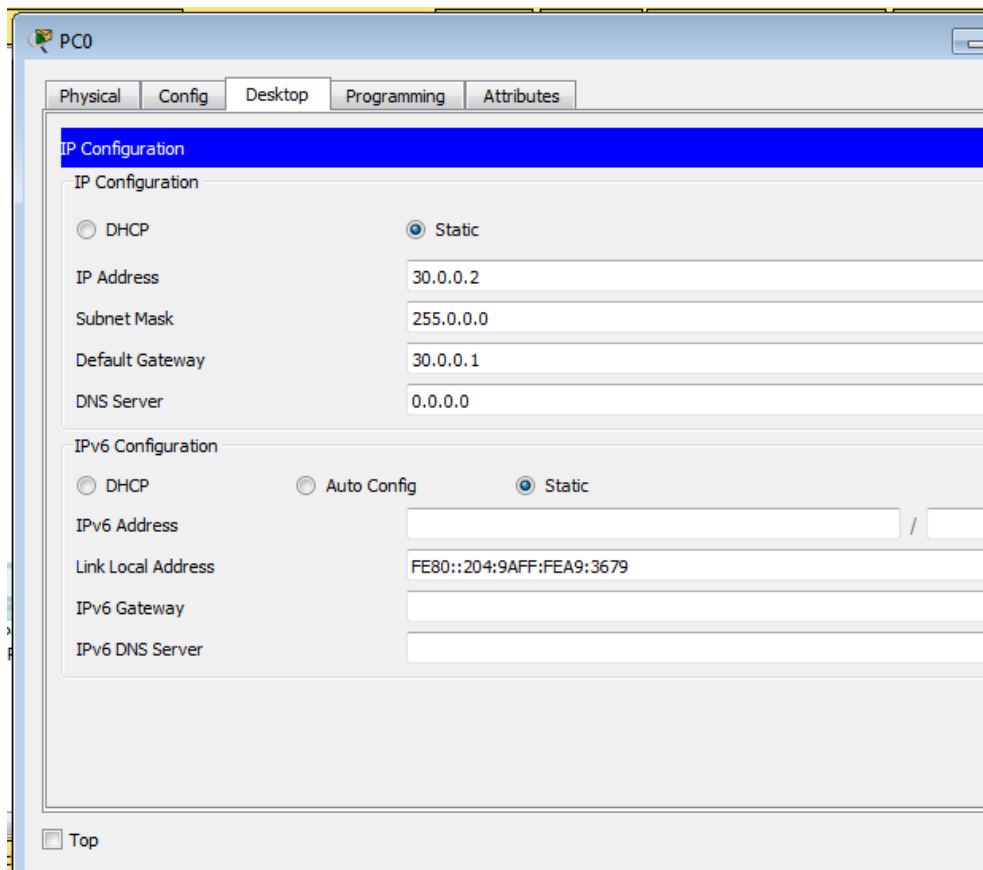 PC0
Physical Config Desktop Programming Attributes
IP Configuration
IP Configuration
DHCP Static
IP Address 30.0.0.2
Subnet Mask 255.0.0.0
Default Gateway 30.0.0.1
DNS Server 0.0.0.0
IPv6 Configuration
DHCP Auto Config Static
IPv6 Address /
Link Local Address FE80::204:9AFF:FEA9:3679
IPv6 Gateway
IPv6 DNS Server
Top